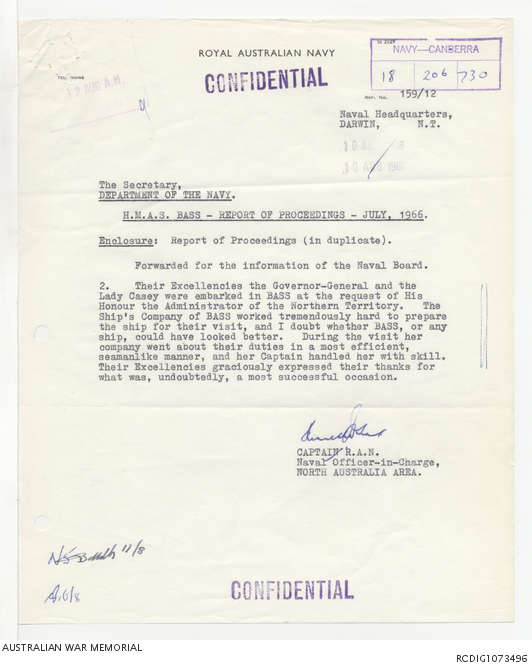 ROYAL AUSTRALIAN NAVY
CONFIDENTIAL
NAVY—CANBERRA
18 206 730
159/12
Naval Headquarters,
DARWIN, N.T.
The Secretary,
DEPARTMENT OF THE NAVY.
H.M.A.S. BASS - REPORT OF PROCEEDINGS - JULY, 1966.
Enclosure: Report of Proceedings (in duplicate).
Forwarded for the information of the Naval Board.
2. Their Excellencies the Governor-General and the
Lady Casey were embarked in BASS at the request of His
Honour the Administrator of the Northern Territory. The
Ship's Company of BASS worked tremendously hard to prepare
the ship for their visit, and I doubt whether BASS, or any
ship, could have looked better. During the visit her
company went about their duties in a most efficient,
seamanlike manner, and her Captain handled her with skill.
Their Excellencies graciously expressed their thanks for
what was, undoubtedly, a most successful occasion.
CAPTAIN R.A.N.
Naval Officer-in-Charge,
NORTH AUSTRALIA AREA.
11/8
CONFIDENTIAL
AUSTRALIAN WAR MEMORIAL
RCDIG1073496